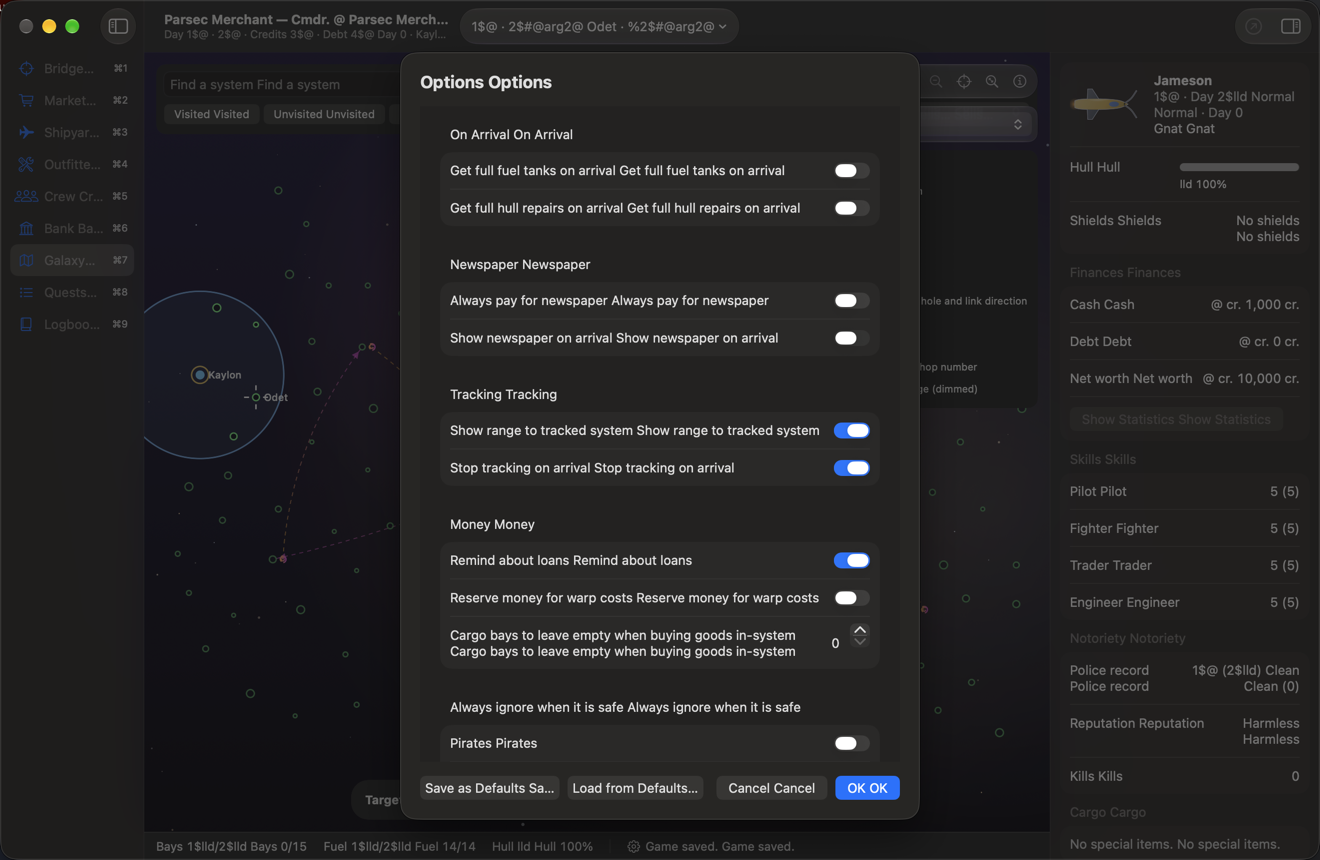 Parsec Merchant — Cmdr. @ Parsec Merch...
Day 1$@ · 2$@ · Credits 3$@ · Debt 4$@ Day 0 · Kayl...
1$@ · 2$#@arg2@ Odet · %2$#@arg2@
Bridge... ⌘1
Market... ⌘2
Shipyar... ⌘3
Outfitte... ⌘4
Crew Cr... ⌘5
Bank Ba... ⌘6
Galaxy... ⌘7
Quests... ⌘8
Logboo... ⌘9
Find a system Find a system
Visited Visited
Unvisited Unvisited
Kaylon
Odet
Targe
hole and link direction
hop number
ge (dimmed)
Options Options
On Arrival On Arrival
Get full fuel tanks on arrival Get full fuel tanks on arrival
Get full hull repairs on arrival Get full hull repairs on arrival
Newspaper Newspaper
Always pay for newspaper Always pay for newspaper
Show newspaper on arrival Show newspaper on arrival
Tracking Tracking
Show range to tracked system Show range to tracked system
Stop tracking on arrival Stop tracking on arrival
Money Money
Remind about loans Remind about loans
Reserve money for warp costs Reserve money for warp costs
Cargo bays to leave empty when buying goods in-system
Cargo bays to leave empty when buying goods in-system
0
Always ignore when it is safe Always ignore when it is safe
Pirates Pirates
Save as Defaults Sa...
Load from Defaults...
Cancel Cancel
OK OK
Jameson
1$@ · Day 2$lld Normal
Normal · Day 0
Gnat Gnat
Hull Hull
lld 100%
Shields Shields No shields
No shields
Finances Finances
Cash Cash @ cr. 1,000 cr.
Debt Debt @ cr. 0 cr.
Net worth Net worth @ cr. 10,000 cr.
Show Statistics Show Statistics
Skills Skills
Pilot Pilot 5 (5)
Fighter Fighter 5 (5)
Trader Trader 5 (5)
Engineer Engineer 5 (5)
Notoriety Notoriety
Police record 1$@ (2$lld) Clean
Police record Clean (0)
Reputation Reputation Harmless
Harmless
Kills Kills 0
Cargo Cargo
No special items. No special items.
Bays 1$lld/2$lld Bays 0/15 Fuel 1$lld/2$lld Fuel 14/14 Hull lld Hull 100% Game saved. Game saved.